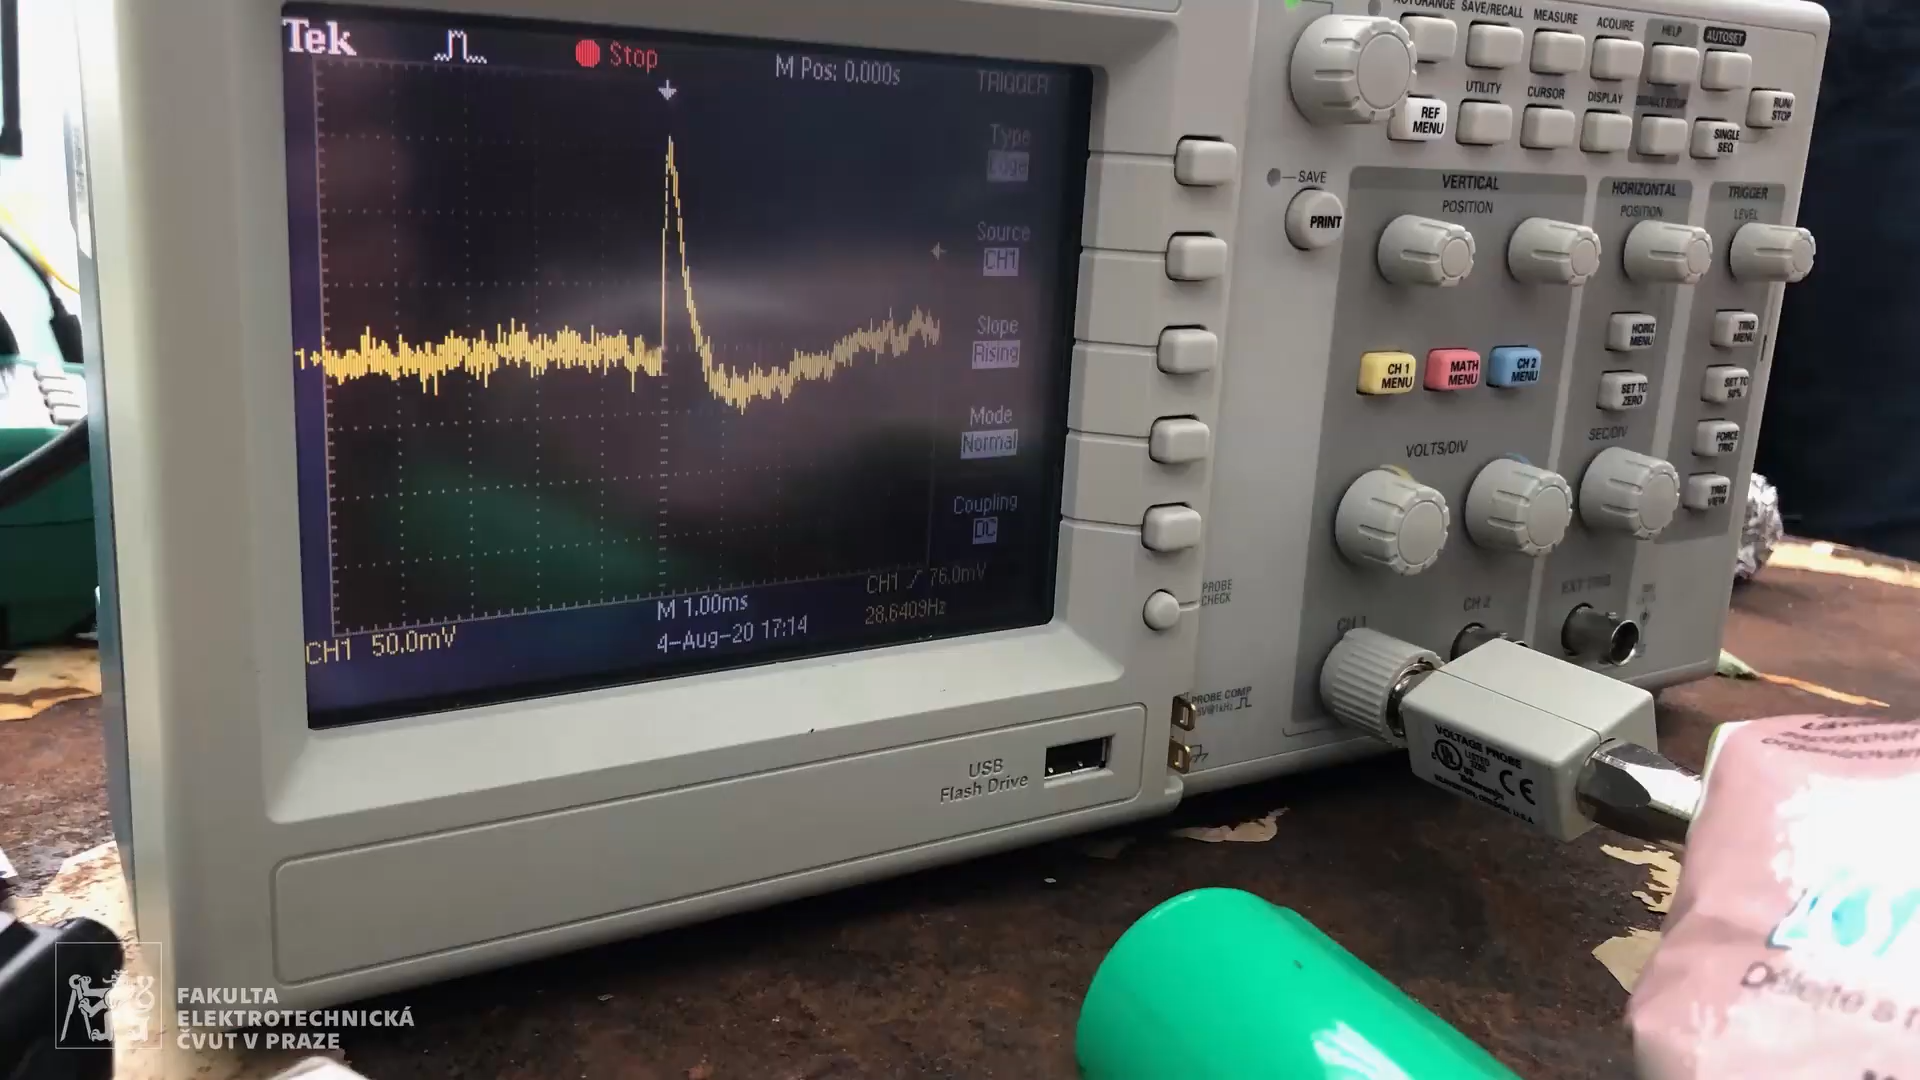 Tek
Stop
M Pos: 0.000s
TRIGGER
Type
Edge
Source
CH1
Slope
Rising
Mode
Normal
Coupling
DC
1
CH1 50.0mV
M 1.00ms
CH1 76.0mV
4-Aug-20 17:14
28.6409Hz
AUTORANGE
SAVE/RECALL
MEASURE
ACQUIRE
HELP
AUTOSET
UTILITY
CURSOR
DISPLAY
DEFAULT SETUP
REF
MENU
SINGLE
SEQ
RUN/
STOP
SAVE
PRINT
VERTICAL
POSITION
HORIZONTAL
POSITION
TRIGGER
LEVEL
CH 1
MENU
MATH
MENU
CH 2
MENU
HORIZ
MENU
SET TO
ZERO
TRIG
MENU
SET TO
50%
FORCE
TRIG
TRIG
VIEW
VOLTS/DIV
SEC/DIV
PROBE
CHECK
CH 1
CH 2
EXT TRIG
PROBE COMP
USB
Flash Drive
VOLTAGE PROBE
UL
LISTED
CE
Tektronix
FAKULTA
ELEKTROTECHNICKÁ
ČVUT V PRAZE